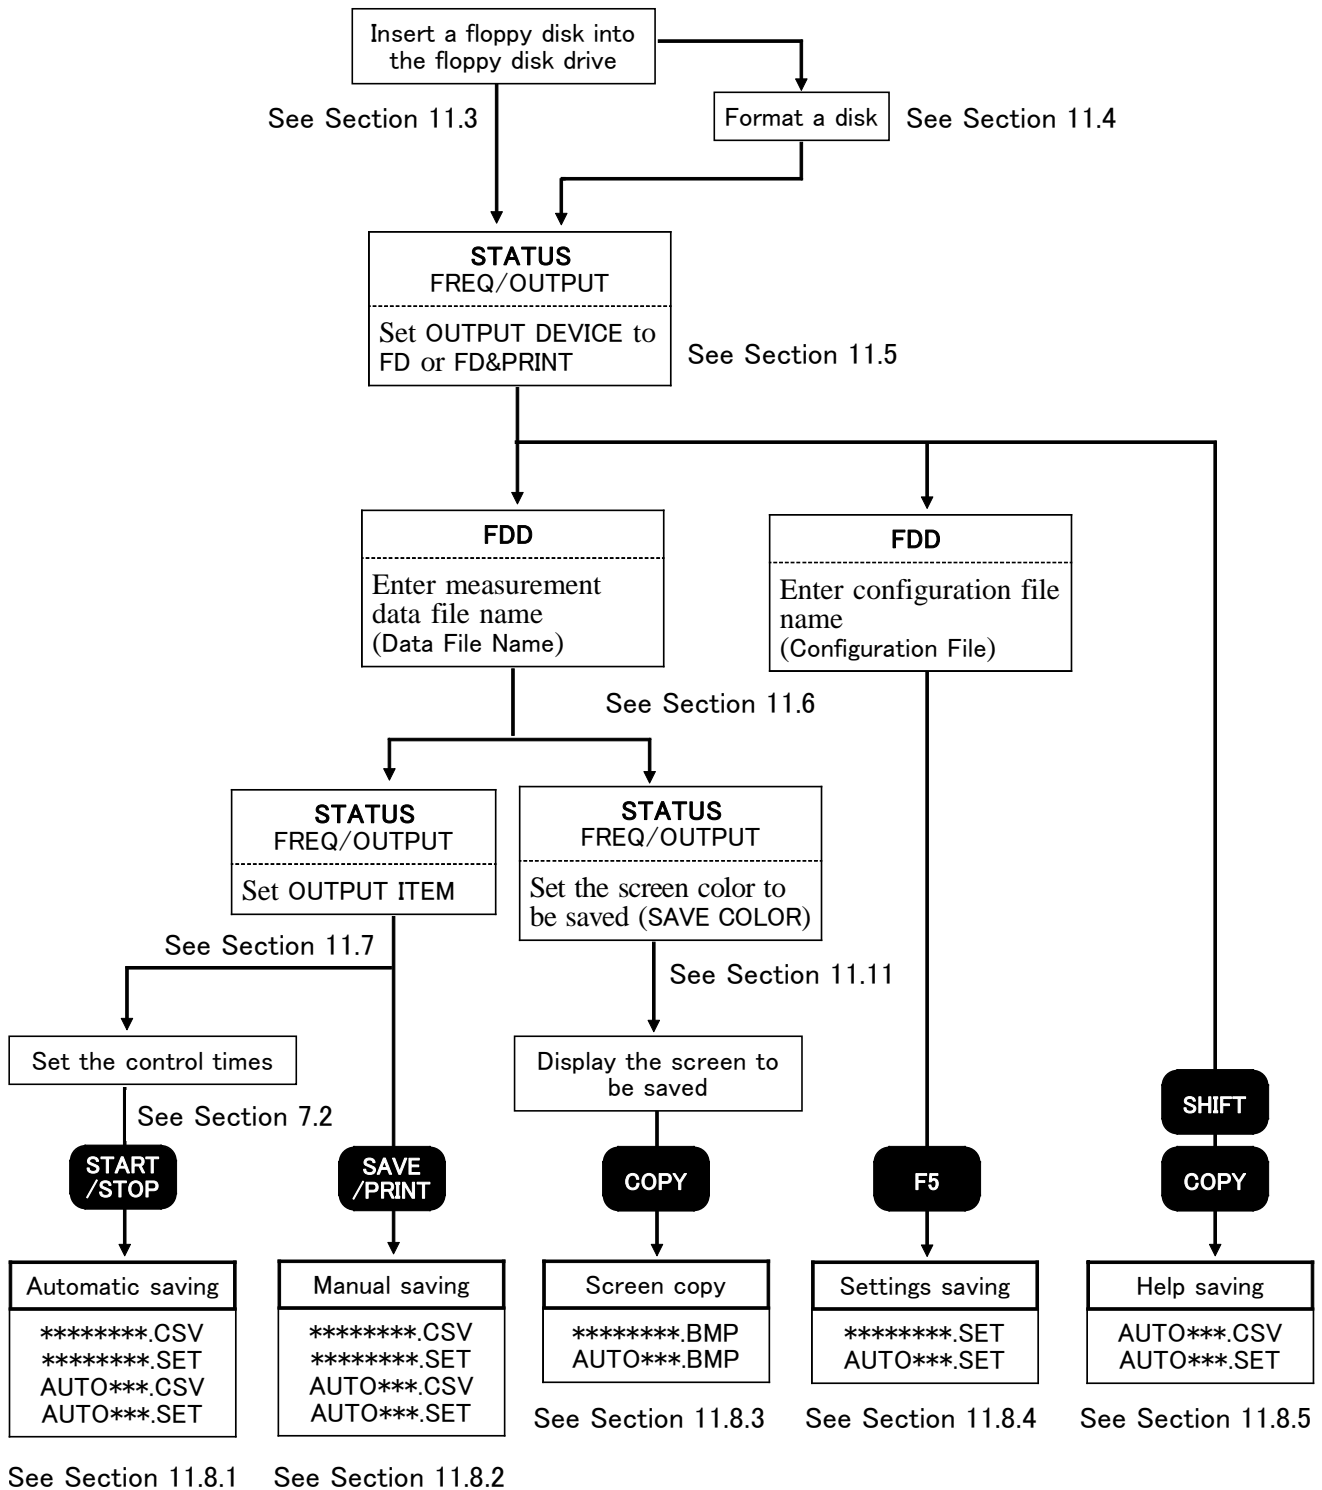 Insert a floppy disk into
the floppy disk drive
See Section 11.3
Format a disk
See Section 11.4
STATUS
FREQ/OUTPUT
Set OUTPUT DEVICE to
FD or FD&PRINT
See Section 11.5
FDD
Enter measurement
data file name
(Data File Name)
FDD
Enter configuration file
name
(Configuration File)
See Section 11.6
STATUS
FREQ/OUTPUT
Set OUTPUT ITEM
STATUS
FREQ/OUTPUT
Set the screen color to
be saved (SAVE COLOR)
See Section 11.7
See Section 11.11
Set the control times
Display the screen to
be saved
See Section 7.2
SHIFT
START
/STOP
SAVE
/PRINT
COPY
F5
COPY
Automatic saving
********.CSV
********.SET
AUTO***.CSV
AUTO***.SET
See Section 11.8.1
Manual saving
********.CSV
********.SET
AUTO***.CSV
AUTO***.SET
See Section 11.8.2
Screen copy
********.BMP
AUTO***.BMP
See Section 11.8.3
Settings saving
********.SET
AUTO***.SET
See Section 11.8.4
Help saving
AUTO***.CSV
AUTO***.SET
See Section 11.8.5